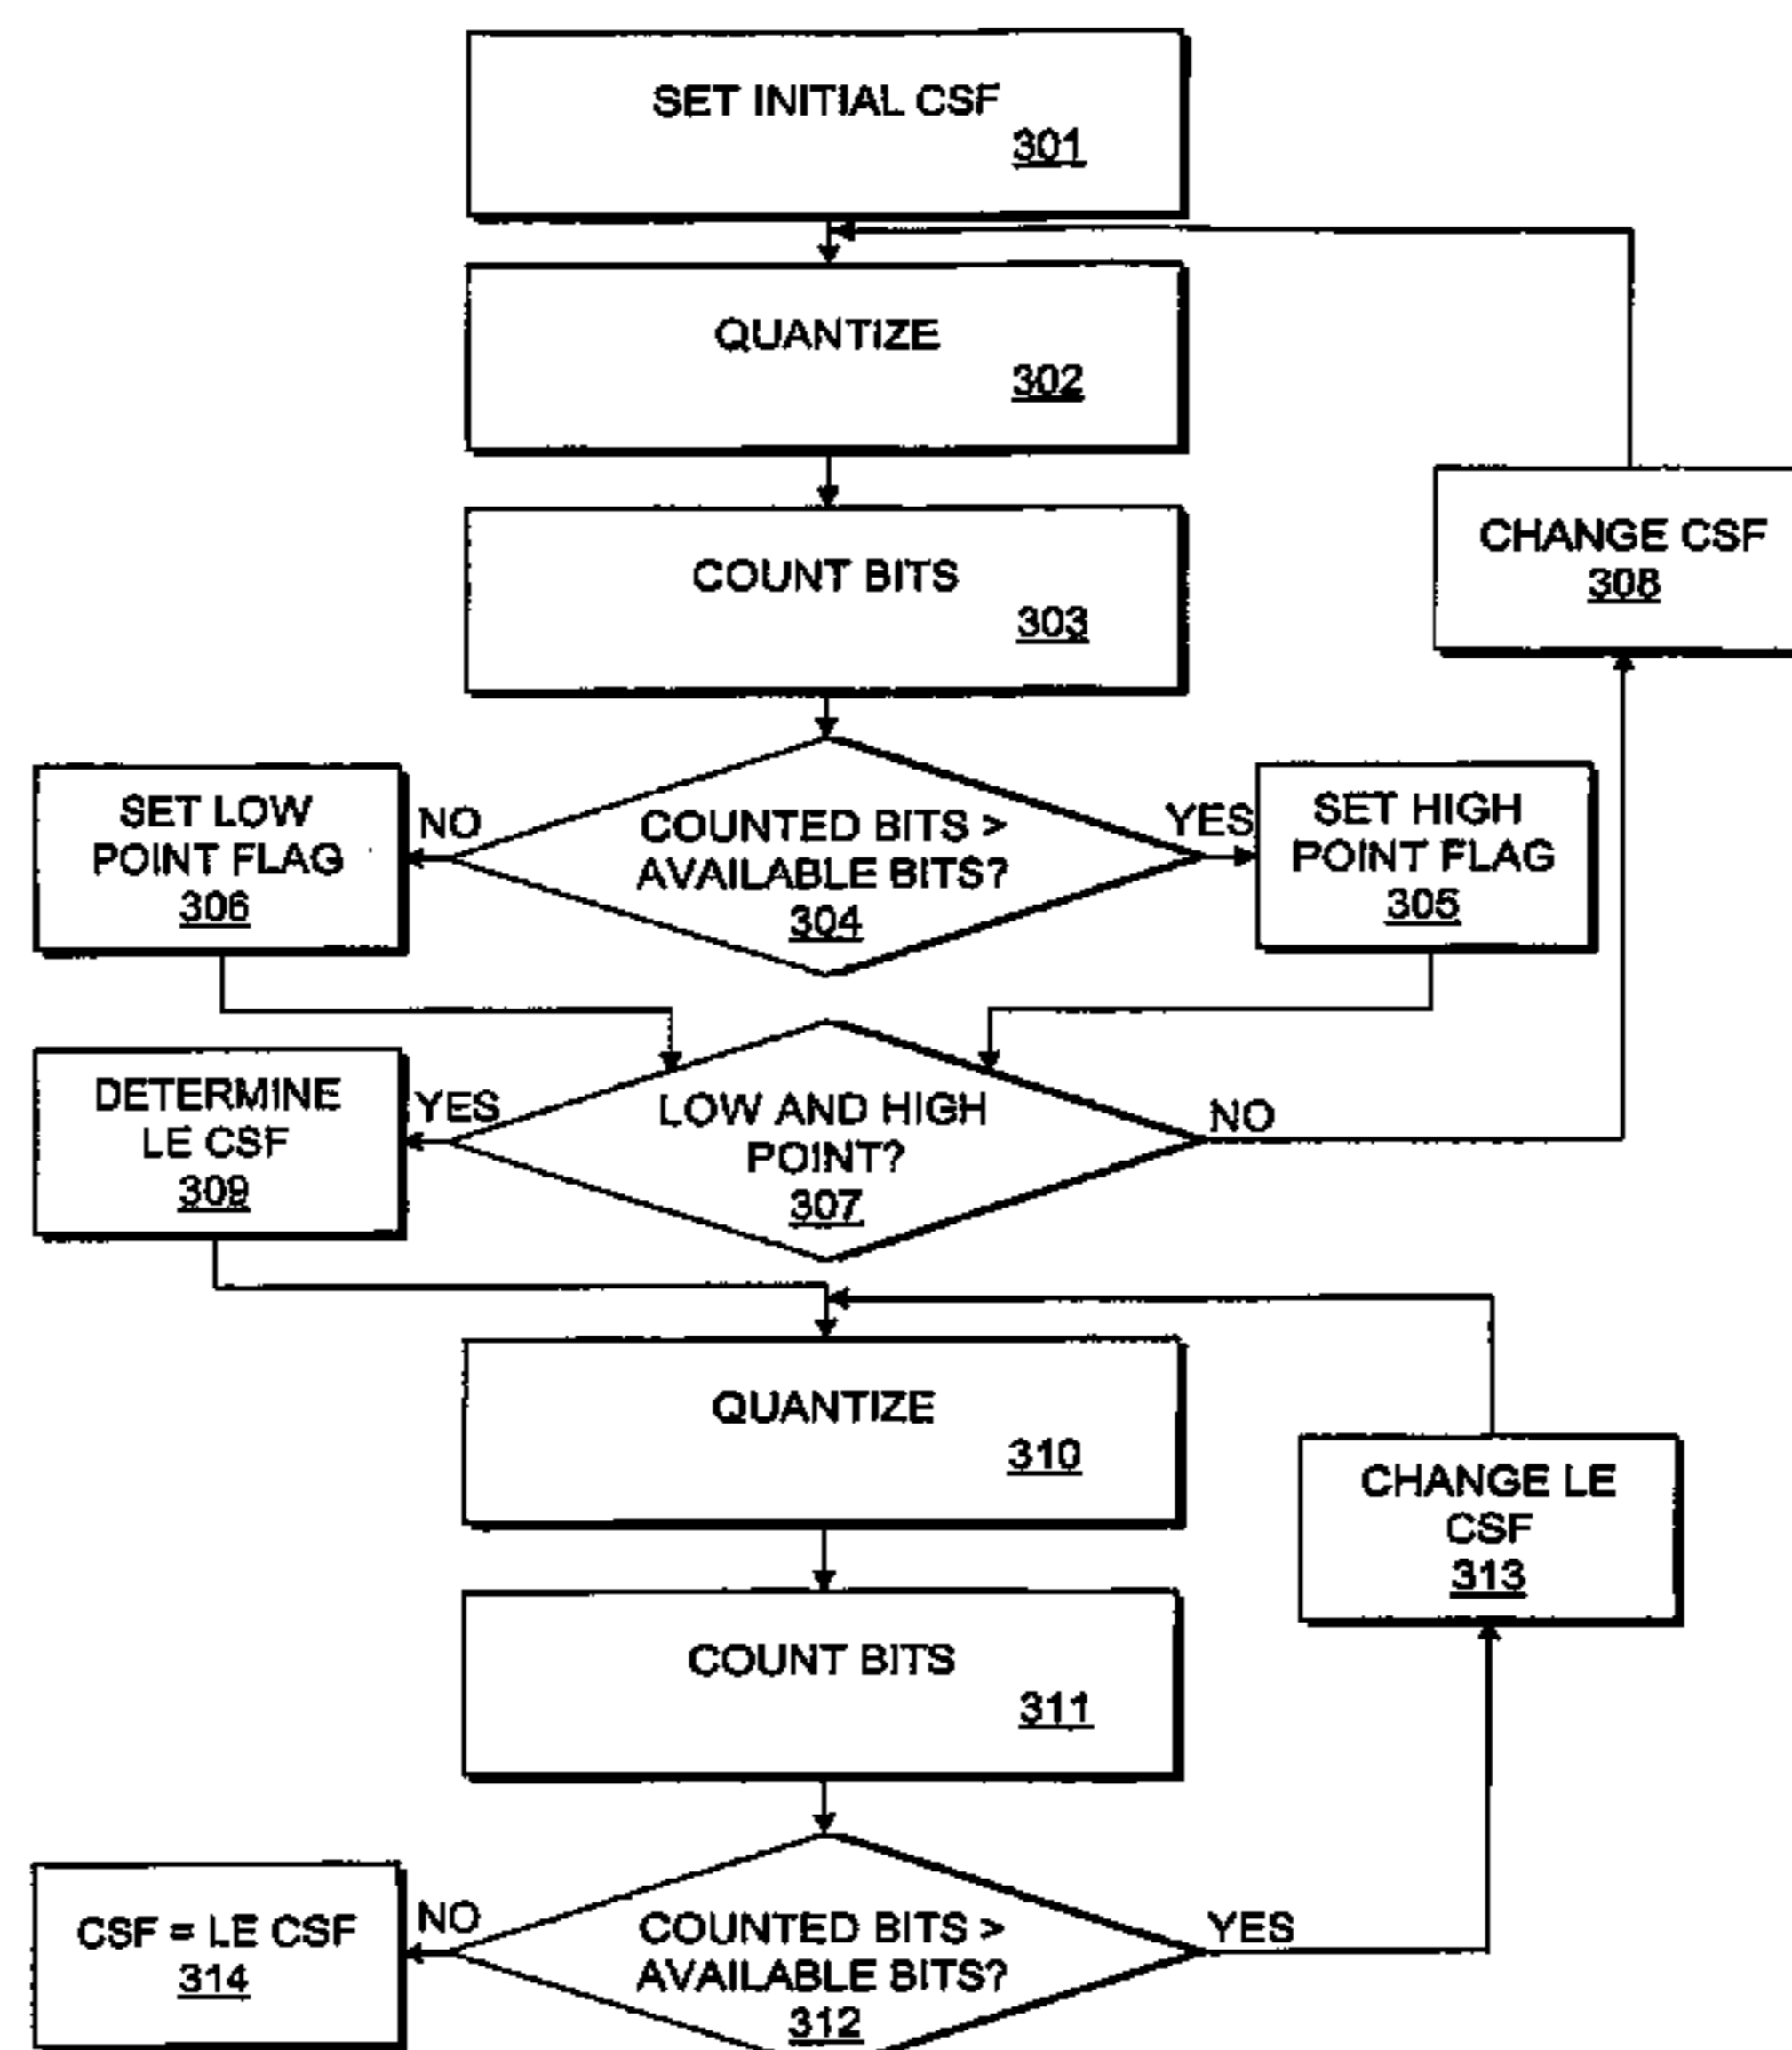 SET INITIAL CSF
301
QUANTIZE
302
COUNT BITS
303
CHANGE CSF
308
SET LOW
POINT FLAG
306
NO
COUNTED BITS >
AVAILABLE BITS?
304
YES
SET HIGH
POINT FLAG
305
DETERMINE
LE CSF
309
YES
LOW AND HIGH
POINT?
307
NO
QUANTIZE
310
CHANGE LE
CSF
313
COUNT BITS
311
CSF = LE CSF
314
NO
COUNTED BITS >
AVAILABLE BITS?
312
YES